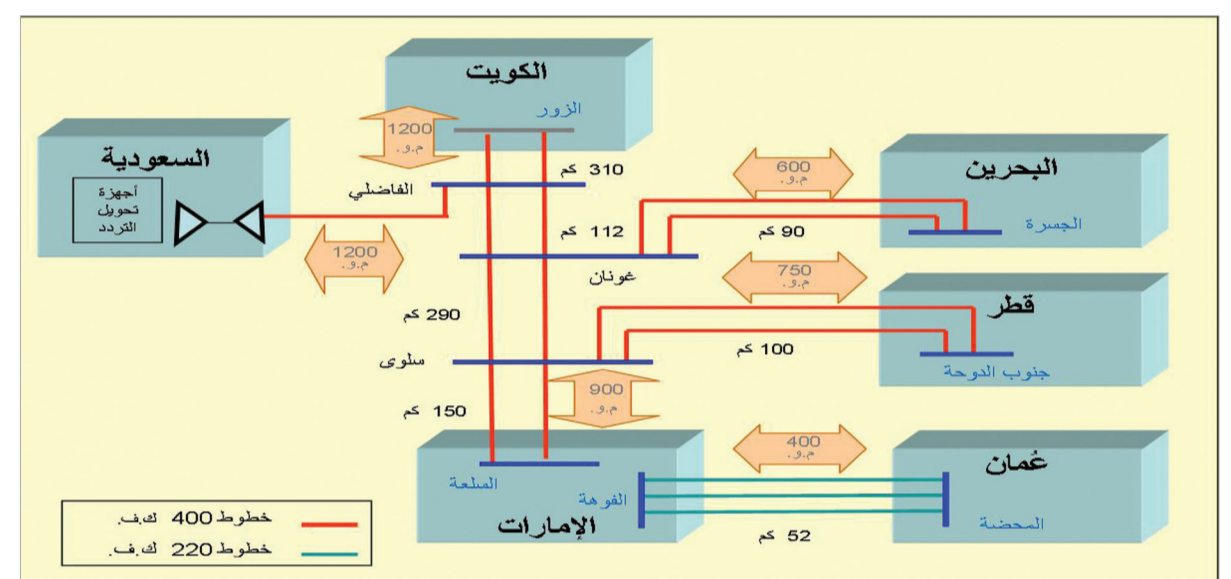 الكويت
الزور
1200
م.و.
السعودية
أجهزة
تحويل
التردد
الفاضلي
310 كم
600
م.و.
البحرين
الجسرة
90 كم
112 كم
1200
م.و.
غونان
750
م.و.
قطر
جنوب الدوحة
290 كم
100 كم
سلوى
900
م.و.
150 كم
400
م.و.
عُمان
المحضة
السلعة
الفوهة
الإمارات
52 كم
خطوط 400 ك.ف.
خطوط 220 ك.ف.